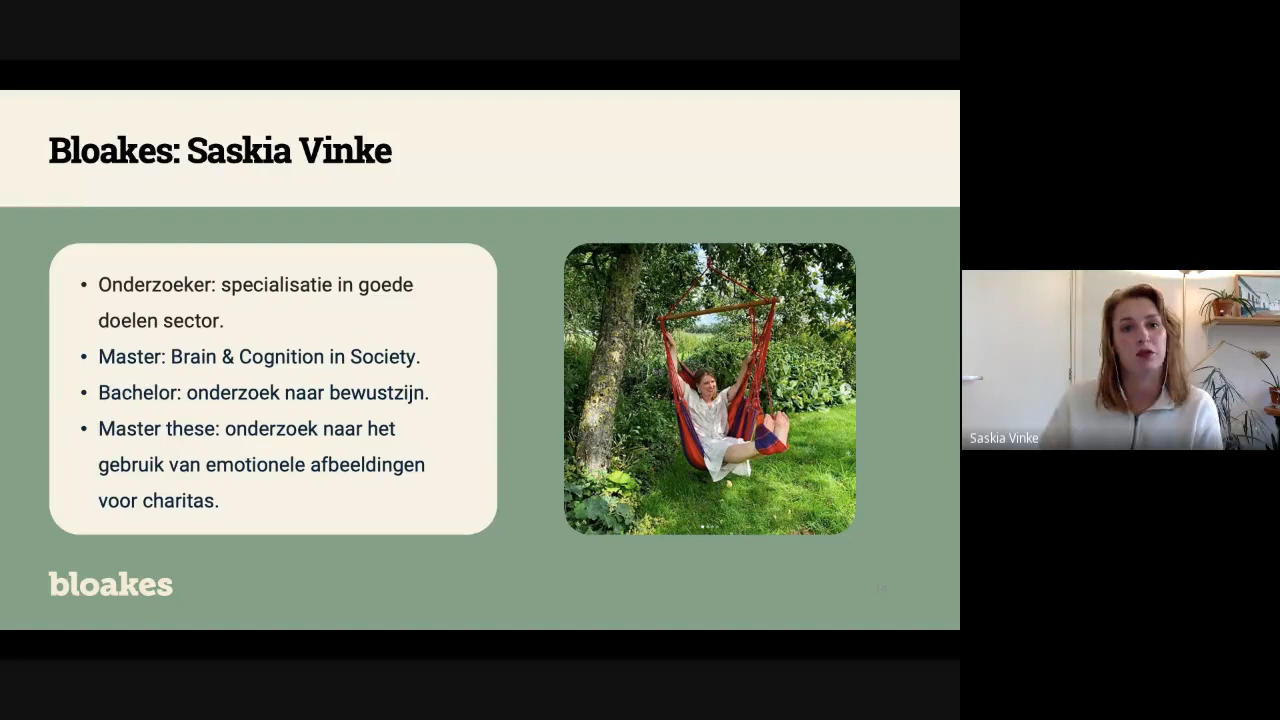 Bloakes: Saskia Vinke
• Onderzoeker: specialisatie in goede
doelen sector.
• Master: Brain & Cognition in Society.
• Bachelor: onderzoek naar bewustzijn.
• Master these: onderzoek naar het
gebruik van emotionele afbeeldingen
voor charitas.
bloakes
Saskia Vinke